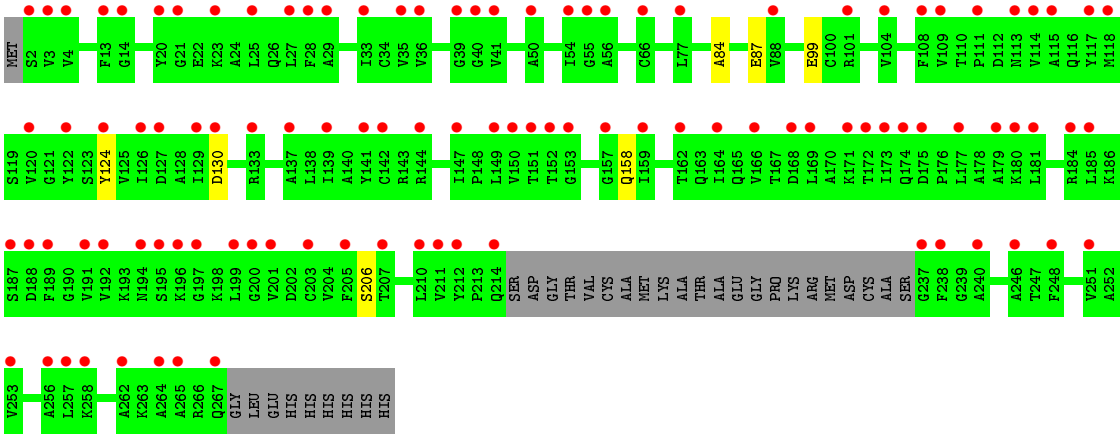 MET S2 V3 V4 F13 G14 Y20 G21 E22 K23 A24 L25 Q26 L27 F28 A29 I33 C34 V35 V36 G39 G40 V41 A50 I54 G55 A56 C66 L77 A84 E87 V88 E99 C100 R101 V104 F108 V109 T110 P111 D112 N113 V114 A115 Q116 Y117 M118
S119 V120 G121 Y122 S123 Y124 V125 I126 D127 A128 I129 D130 R133 A137 L138 I139 A140 Y141 C142 R143 R144 I147 P148 L149 V150 T151 T152 G153 G157 Q158 I159 T162 Q163 I164 Q165 V166 T167 D168 L169 A170 K171 T172 I173 Q174 D175 P176 L177 A178 A179 K180 L181 R184 L185 K186
S187 D188 F189 G190 V191 V192 K193 N194 S195 K196 G197 K198 L199 G200 V201 D202 C203 V204 F205 S206 T207 L210 V211 Y212 P213 Q214 SER ASP GLY THR VAL CYS ALA MET LYS ALA THR ALA GLU GLY PRO LYS ARG MET ASP CYS ALA SER G237 F238 G239 A240 A246 T247 F248 V251 A252
V253 A256 L257 K258 A262 K263 A264 A265 R266 Q267 GLY LEU GLU HIS HIS HIS HIS HIS HIS